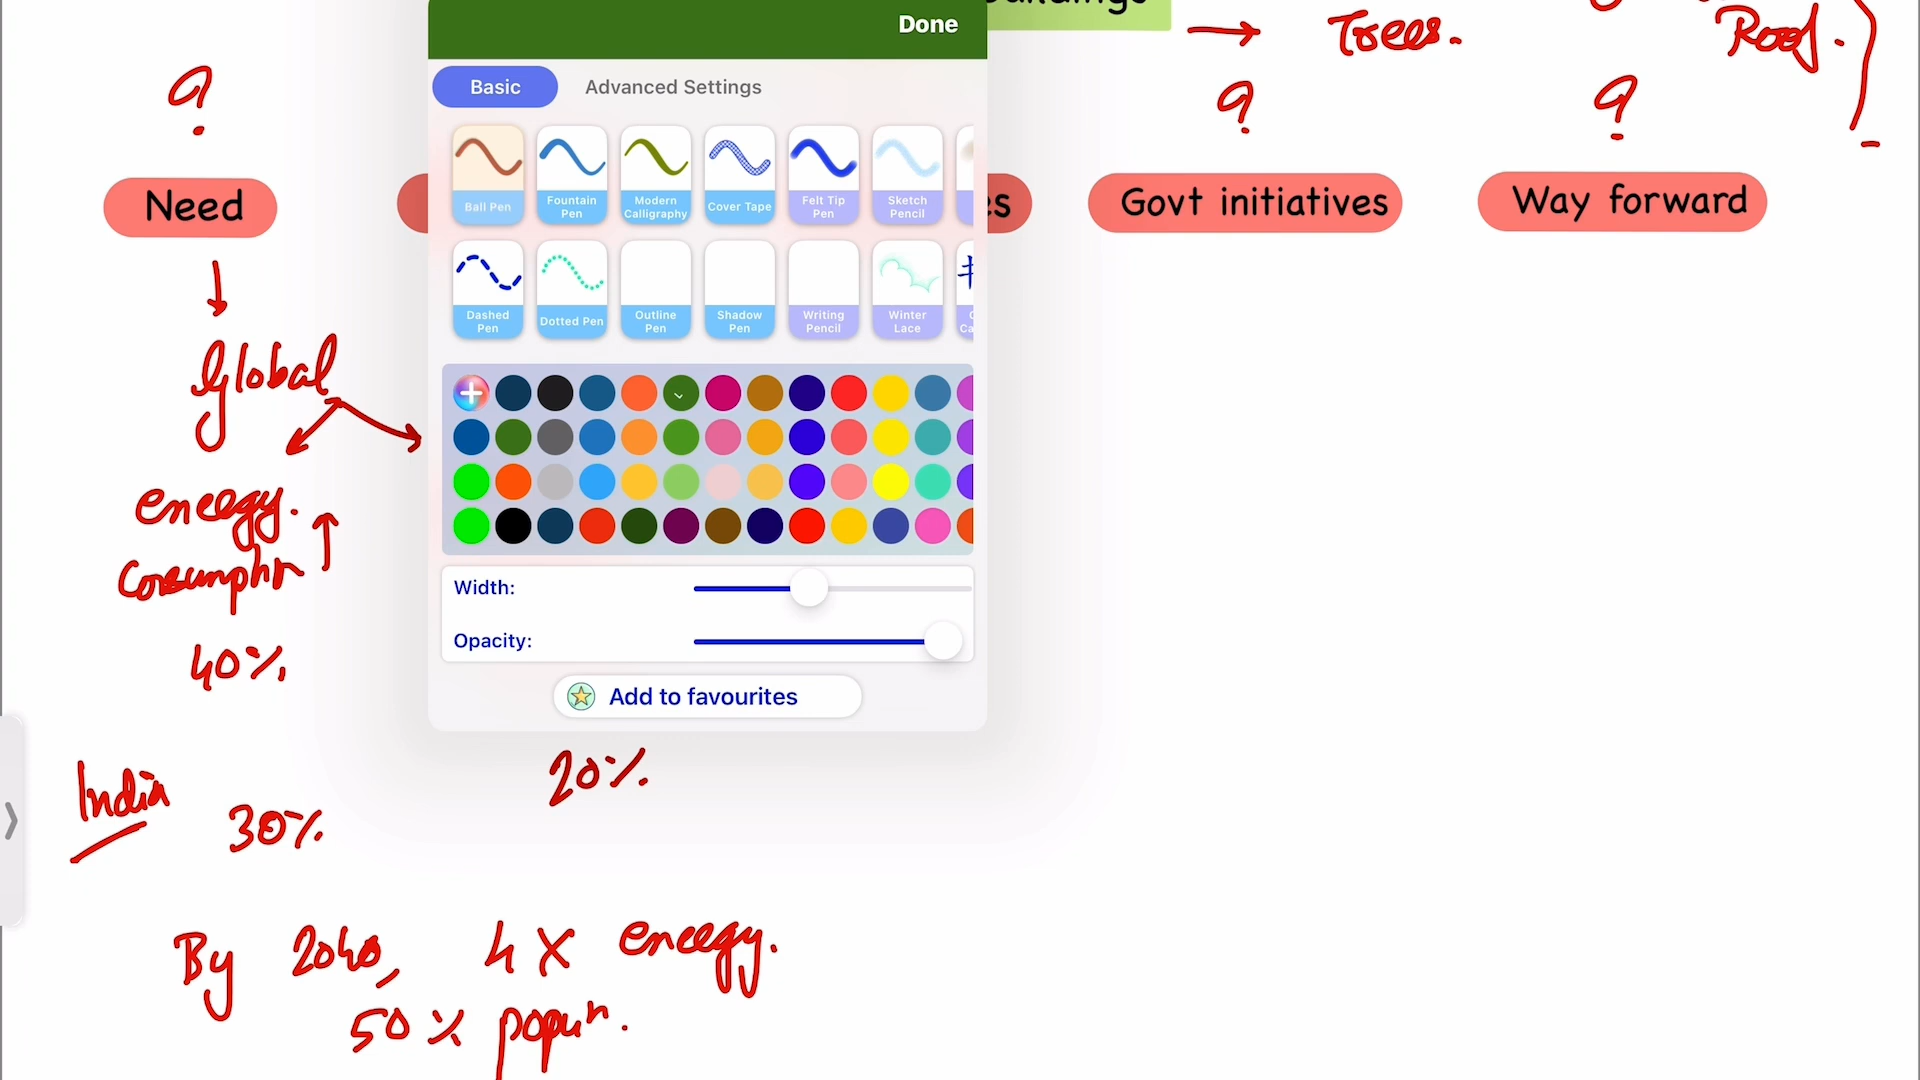 Done
Trees.
Roof.
Basic
Advanced Settings
?
?
?
Ball Pen
Fountain Pen
Modern Calligraphy
Cover Tape
Felt Tip Pen
Sketch Pencil
Need
Govt initiatives
Way forward
Dashed Pen
Dotted Pen
Outline Pen
Shadow Pen
Writing Pencil
Winter Lace
Global
energy.
Consumptn
40%
Width:
Opacity:
Add to favourites
20%
India
30%
By 2040, 4 X energy.
50% popun.